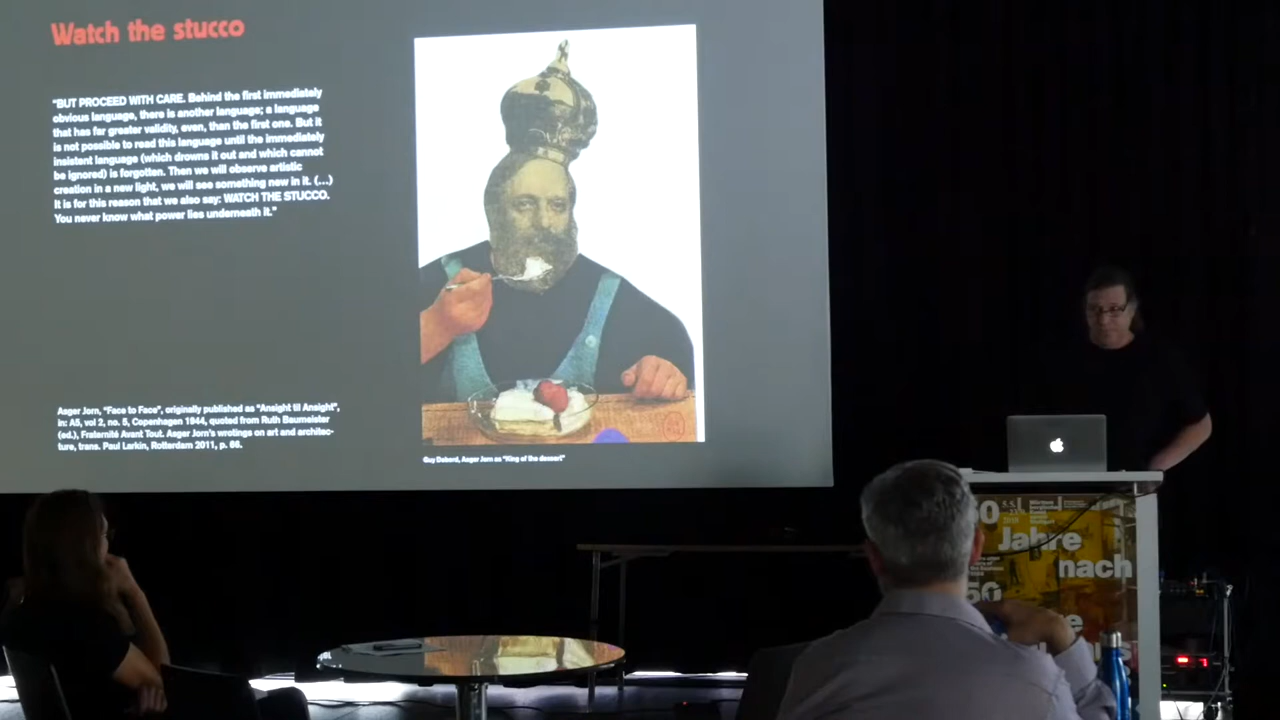 Watch the stucco
"BUT PROCEED WITH CARE. Behind the first immediately
obvious language, there is another language; a language
that has far greater validity, even, than the first one. But it
is not possible to read this language until the immediately
insistent language (which drowns it out and which cannot
be ignored) is forgotten. Then we will observe artistic
creation in a new light, we will see something new in it. (...)
It is for this reason that we also say: WATCH THE STUCCO.
You never know what power lies underneath it."
Asger Jorn, "Face to Face", originally published as "Ansigt til Ansigt",
in: A5, vol 2, no. 5, Copenhagen 1944, quoted from Ruth Baumeister
(ed.), Fraternité Avant Tout. Asger Jorn's wrotings on art and architec-
ture, trans. Paul Larkin, Rotterdam 2011, p. 66.
Guy Debord, Asger Jorn as "King of the dessert"
Jahre
nach
50